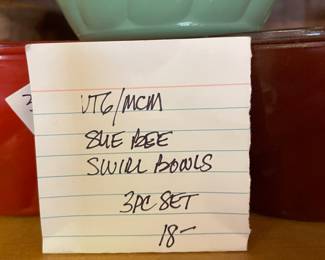 VTG/MCM
SUE BEE
SWIRL BOWLS
3PC SET
18-